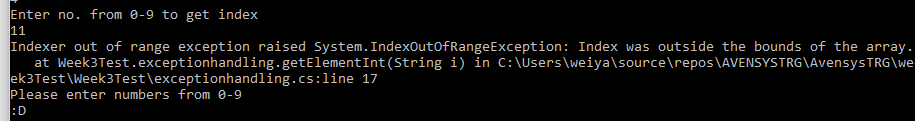 Enter no. from 0-9 to get index
11
Indexer out of range exception raised System.IndexOutOfRangeException: Index was outside the bounds of the array.
   at Week3Test.exceptionhandling.getElementInt(String i) in C:\Users\weiya\source\repos\AVENSYSTRG\AvensysTRG\we
ek3Test\Week3Test\exceptionhandling.cs:line 17
Please enter numbers from 0-9
:D